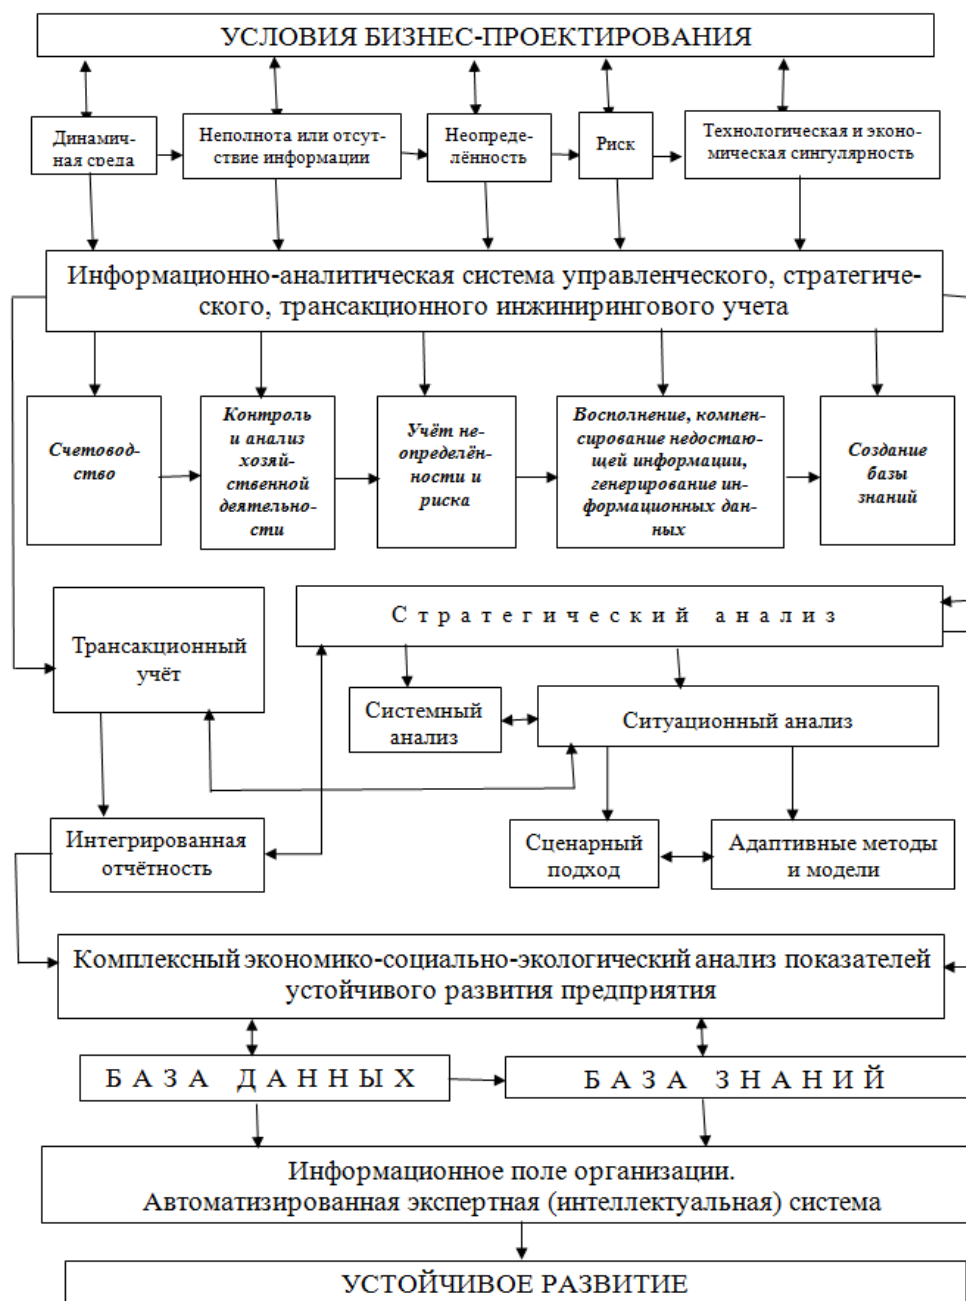 УСЛОВИЯ БИЗНЕС-ПРОЕКТИРОВАНИЯ
Динамич-
ная среда
Неполнота или отсут-
ствие информации
Неопреде-
лённость
Риск
Технологическая и эконо-
мическая сингулярность
Информационно-аналитическая система управленческого, стратегиче-
ского, трансакционного инжинирингового учета
Счетовод-
ство
Контроль
и анализ
хозяй-
ственной
деятельно-
сти
Учёт не-
определён-
ности и
риска
Восполнение, компен-
сирование недостаю-
щей информации,
генерирование ин-
формационных дан-
ных
Создание
базы
знаний
Трансакционный
учёт
Стратегический анализ
Системный
анализ
Ситуационный анализ
Интегрированная
отчётность
Сценарный
подход
Адаптивные методы
и модели
Комплексный экономико-социально-экологический анализ показателей
устойчивого развития предприятия
БАЗА ДАННЫХ
БАЗА ЗНАНИЙ
Информационное поле организации.
Автоматизированная экспертная (интеллектуальная) система
УСТОЙЧИВОЕ РАЗВИТИЕ